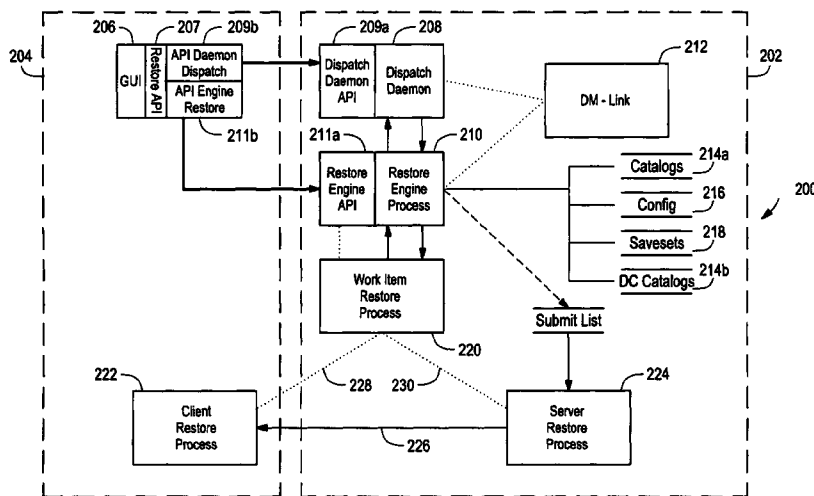 204
206
207
209b
209a
208
212
202
GUI
Restore API
API Daemon
Dispatch
API Engine
Restore
211b
Dispatch
Daemon
API
Dispatch
Daemon
DM - Link
211a
210
Restore
Engine
API
Restore
Engine
Process
Catalogs
214a
Config
216
Savesets
218
DC Catalogs
214b
200
Work Item
Restore
Process
220
Submit List
222
228
230
224
Client
Restore
Process
226
Server
Restore
Process